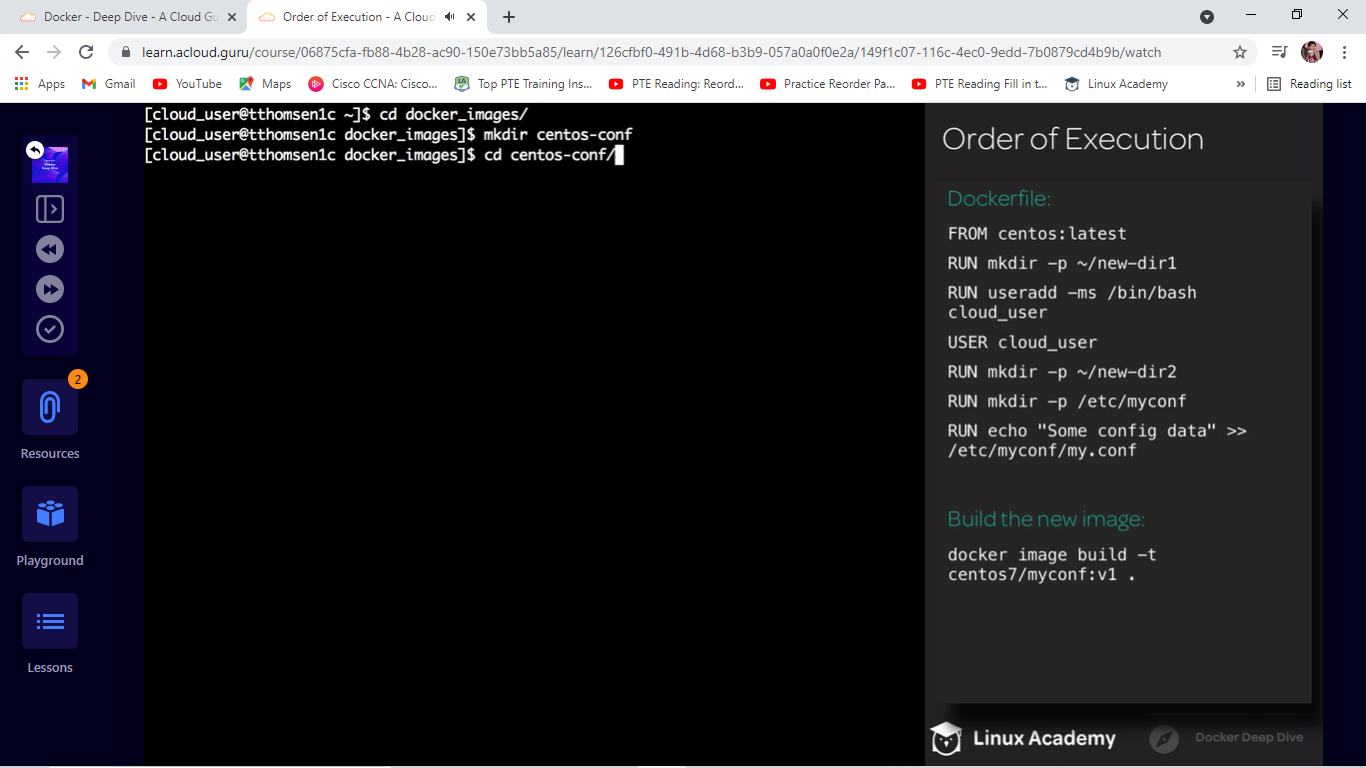 Docker - Deep Dive - A Cloud Gu
Order of Execution - A Cloud
learn.acloud.guru/course/06875cfa-fb88-4b28-ac90-150e73bb5a85/learn/126cfbf0-491b-4d68-b3b9-057a0a0f0e2a/149f1c07-116c-4ec0-9edd-7b0879cd4b9b/watch
Apps
Gmail
YouTube
Maps
Cisco CCNA: Cisco...
Top PTE Training Ins...
PTE Reading: Reord...
Practice Reorder Pa...
PTE Reading Fill in t...
Linux Academy
»
Reading list
[cloud_user@tthomsen1c ~]$ cd docker_images/
[cloud_user@tthomsen1c docker_images]$ mkdir centos-conf
[cloud_user@tthomsen1c docker_images]$ cd centos-conf/
2
Resources
Playground
Lessons
Order of Execution
Dockerfile:
FROM centos:latest
RUN mkdir -p ~/new-dir1
RUN useradd -ms /bin/bash
cloud_user
USER cloud_user
RUN mkdir -p ~/new-dir2
RUN mkdir -p /etc/myconf
RUN echo "Some config data" >>
/etc/myconf/my.conf
Build the new image:
docker image build -t
centos7/myconf:v1 .
Linux Academy
Docker Deep Dive